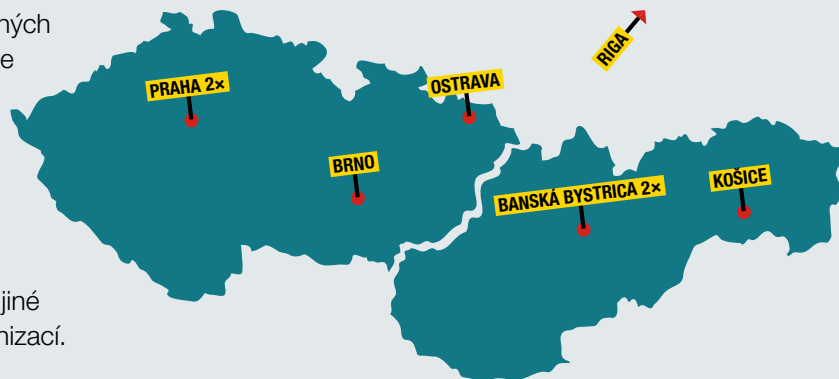 ných
e
jiné
nizací.
RIGA
PRAHA 2×
OSTRAVA
BRNO
BANSKÁ BYSTRICA 2×
KOŠICE